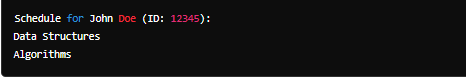 Schedule for John Doe (ID: 12345):
Data Structures
Algorithms